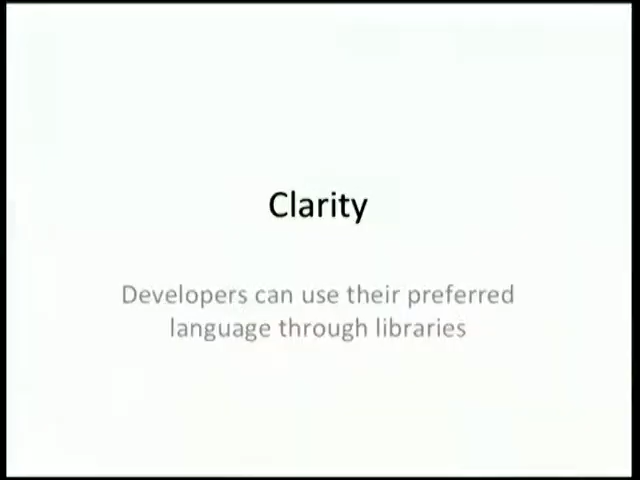 Clarity
Developers can use their preferred
language through libraries